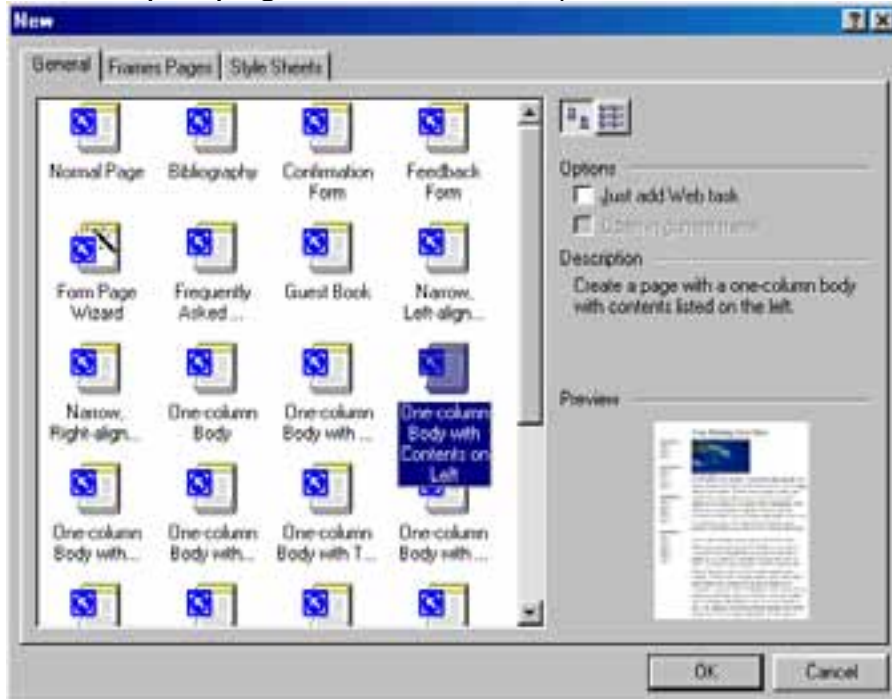 New
General Frames Pages Style Sheets
Normal Page Bibliography Confirmation Form Feedback Form
Form Page Wizard Frequently Asked ... Guest Book Narrow, Left-align...
Narrow, Right-align... One-column Body One-column Body with ... One-column Body with Contents on Left
One-column Body with... One-column Body with... One-column Body with T... One-column Body with ...
Options
Just add Web task
Description
Create a page with a one-column body
with contents listed on the left.
Preview
OK Cancel